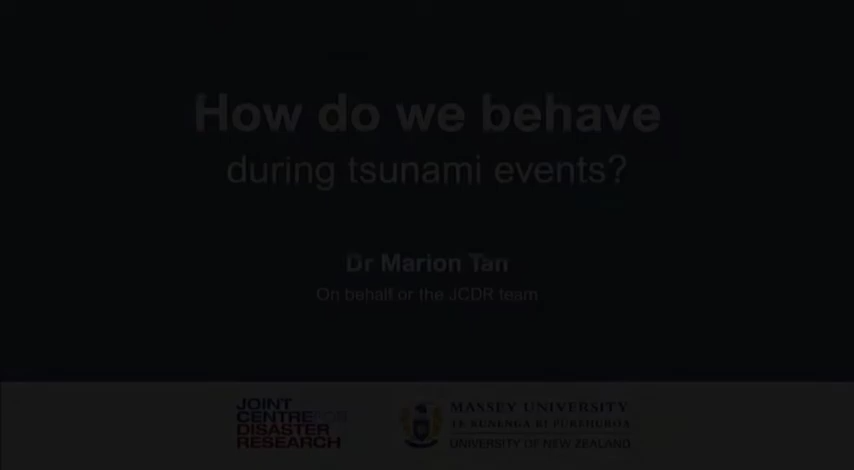 How do we behave
during tsunami events?
Dr Marion Tan
On behalf or the JCDR team
JOINT
CENTRE FOR
DISASTER
RESEARCH
MASSEY UNIVERSITY
TE KUNENGA KI PŪREHUROA
UNIVERSITY OF NEW ZEALAND